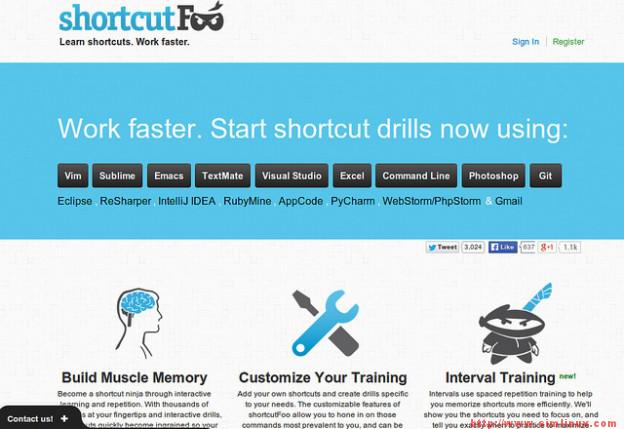 shortcutFoo
Learn shortcuts. Work faster.
Sign In | Register
Work faster. Start shortcut drills now using:
Vim Sublime Emacs TextMate Visual Studio Excel Command Line Photoshop Git
Eclipse , ReSharper , IntelliJ IDEA , RubyMine , AppCode , PyCharm , WebStorm/PhpStorm & Gmail
Tweet 3,024 Like 637 +1 1.1k
Build Muscle Memory
Become a shortcut ninja through interactive
learning and repetition. With thousands of
at your fingertips and interactive drills,
quickly become ingrained so your
Customize Your Training
Add your own shortcuts and create drills specific
to your needs. The customizable features of
shortcutFoo allow you to hone in on those
commands most prevalent to you, and can be
Interval Training new!
Intervals use spaced repetition training to help
you memorize shortcuts more efficiently. We'll
show you the shortcuts you need to focus on, and
tell you exactly when to practice to maximize
Contact us! +